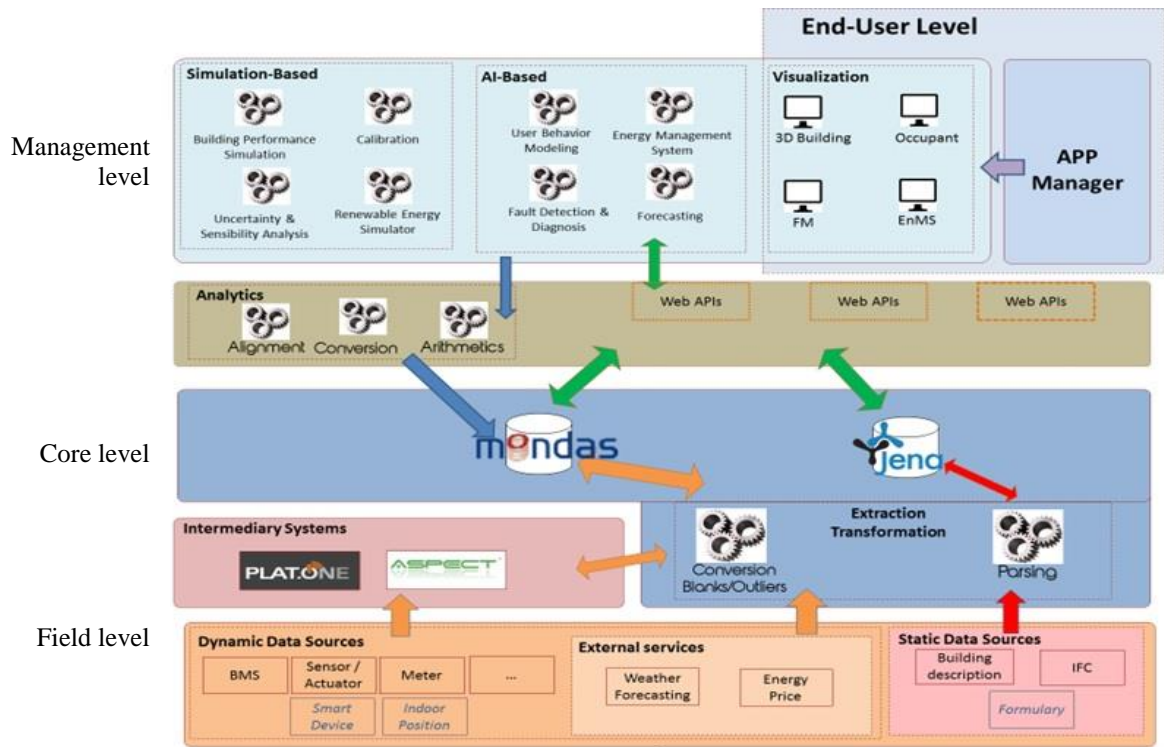 End-User Level
Management
level
Simulation-Based
Building Performance
Simulation
Calibration
Uncertainty &
Sensibility Analysis
Renewable Energy
Simulator
AI-Based
User Behavior
Modeling
Energy Management
System
Fault Detection &
Diagnosis
Forecasting
Visualization
3D Building
Occupant
FM
EnMS
APP
Manager
Analytics
Alignment
Conversion
Arithmetics
Web APIs
Web APIs
Web APIs
Core level
mondas
jena
Extraction
Transformation
Conversion
Blanks/Outliers
Parsing
Intermediary Systems
PLAT.ONE
ASPECT
Field level
Dynamic Data Sources
BMS
Sensor /
Actuator
Meter
...
Smart
Device
Indoor
Position
External services
Weather
Forecasting
Energy
Price
Static Data Sources
Building
description
IFC
Formulary